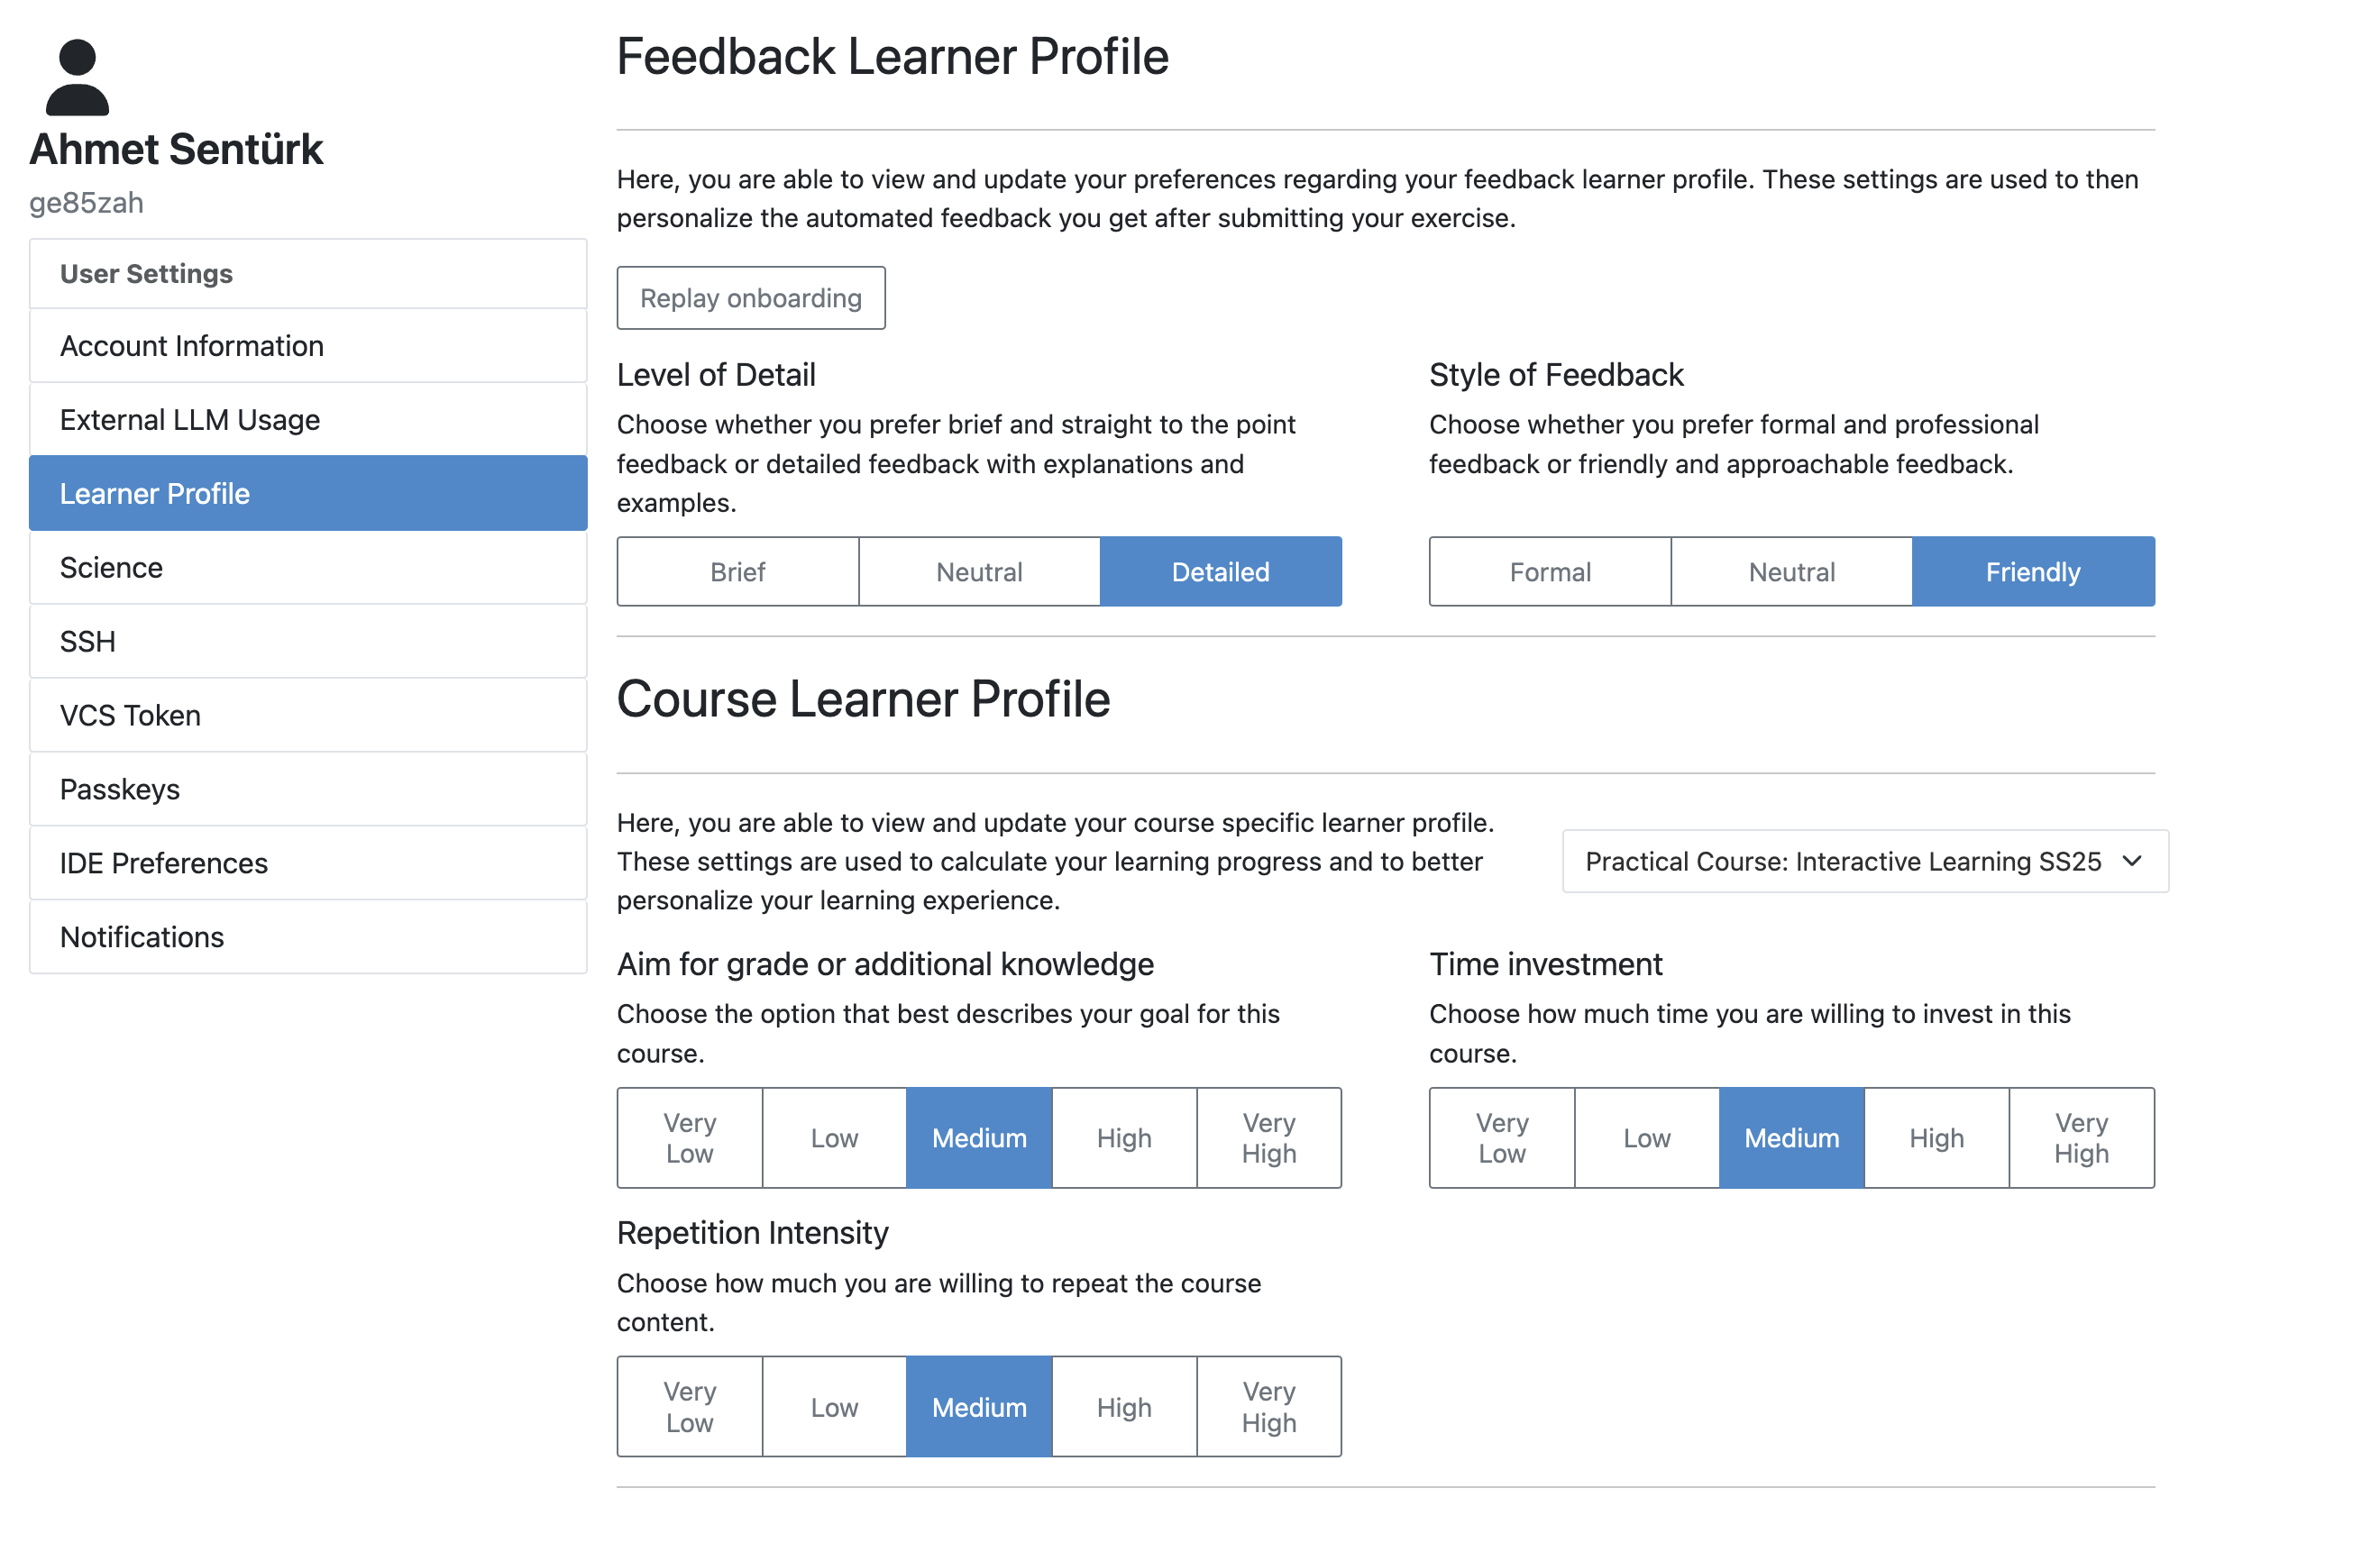 Ahmet Sentürk
ge85zah
User Settings
Account Information
External LLM Usage
Learner Profile
Science
SSH
VCS Token
Passkeys
IDE Preferences
Notifications
Feedback Learner Profile
Here, you are able to view and update your preferences regarding your feedback learner profile. These settings are used to then
personalize the automated feedback you get after submitting your exercise.
Replay onboarding
Level of Detail
Choose whether you prefer brief and straight to the point
feedback or detailed feedback with explanations and
examples.
Brief Neutral Detailed
Style of Feedback
Choose whether you prefer formal and professional
feedback or friendly and approachable feedback.
Formal Neutral Friendly
Course Learner Profile
Here, you are able to view and update your course specific learner profile.
These settings are used to calculate your learning progress and to better
personalize your learning experience.
Practical Course: Interactive Learning SS25
Aim for grade or additional knowledge
Choose the option that best describes your goal for this
course.
Very Low Low Medium High Very High
Time investment
Choose how much time you are willing to invest in this
course.
Very Low Low Medium High Very High
Repetition Intensity
Choose how much you are willing to repeat the course
content.
Very Low Low Medium High Very High